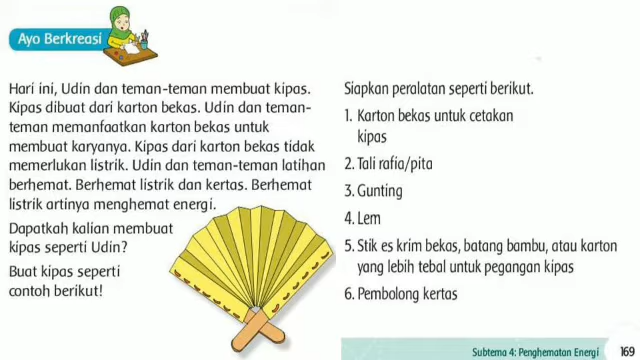 Ayo Berkreasi
Hari ini, Udin dan teman-teman membuat kipas.
Kipas dibuat dari karton bekas. Udin dan teman-
teman memanfaatkan karton bekas untuk
membuat karyanya. Kipas dari karton bekas tidak
memerlukan listrik. Udin dan teman-teman latihan
berhemat. Berhemat listrik dan kertas. Berhemat
listrik artinya menghemat energi.
Dapatkah kalian membuat
kipas seperti Udin?
Buat kipas seperti
contoh berikut!
Siapkan peralatan seperti berikut.
1. Karton bekas untuk cetakan
kipas
2. Tali rafia/pita
3. Gunting
4. Lem
5. Stik es krim bekas, batang bambu, atau karton
yang lebih tebal untuk pegangan kipas
6. Pembolong kertas
Subtema 4: Penghematan Energi 169